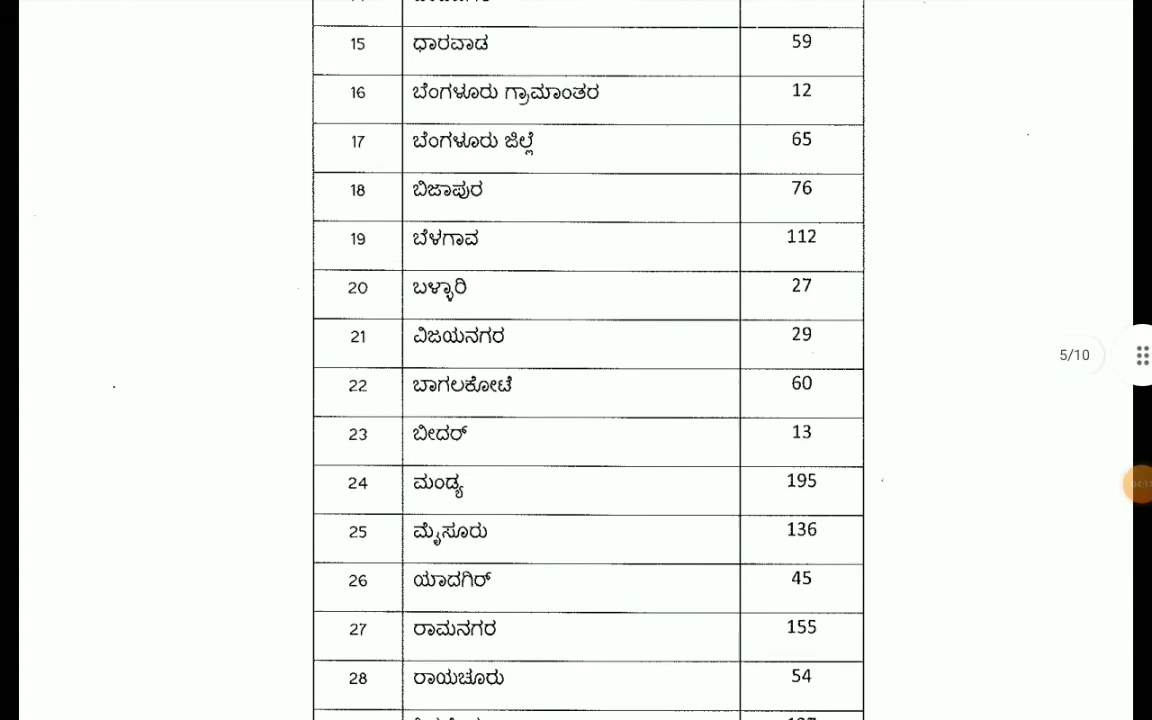 15 ಧಾರವಾಡ 59
16 ಬೆಂಗಳೂರು ಗ್ರಾಮಾಂತರ 12
17 ಬೆಂಗಳೂರು ಜಿಲ್ಲೆ 65
18 ಬಿಜಾಪುರ 76
19 ಬೆಳಗಾವ 112
20 ಬಳ್ಳಾರಿ 27
21 ವಿಜಯನಗರ 29
5/10
22 ಬಾಗಲಕೋಟೆ 60
23 ಬೀದರ್ 13
24 ಮಂಡ್ಯ 195
04:11
25 ಮೈಸೂರು 136
26 ಯಾದಗಿರ್ 45
27 ರಾಮನಗರ 155
28 ರಾಯಚೂರು 54